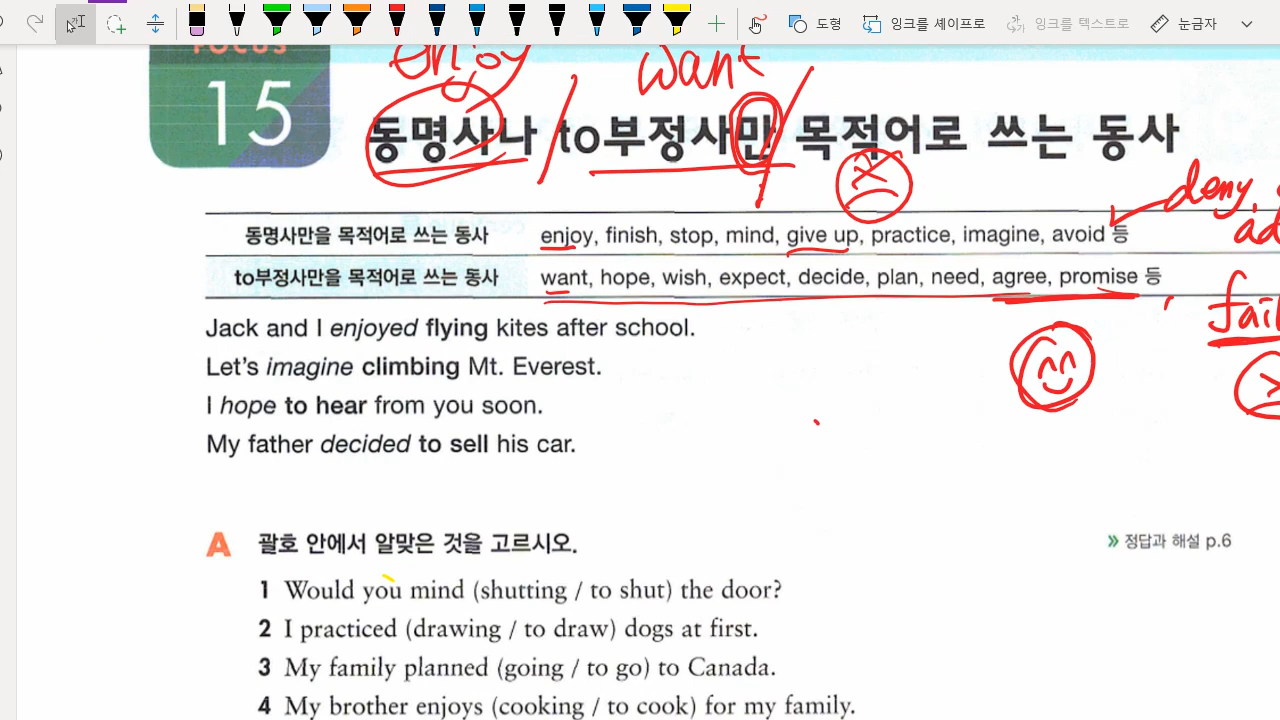 도형
잉크를 셰이프로
잉크를 텍스트로
눈금자
FOCUS
15
enjoy
want
동명사나 to부정사만 목적어로 쓰는 동사
deny,
ad
동명사만을 목적어로 쓰는 동사 enjoy, finish, stop, mind, give up, practice, imagine, avoid 등
to부정사만을 목적어로 쓰는 동사 want, hope, wish, expect, decide, plan, need, agree, promise 등
fail
Jack and I enjoyed flying kites after school.
Let's imagine climbing Mt. Everest.
I hope to hear from you soon.
My father decided to sell his car.
A 괄호 안에서 알맞은 것을 고르시오.
» 정답과 해설 p.6
1 Would you mind (shutting / to shut) the door?
2 I practiced (drawing / to draw) dogs at first.
3 My family planned (going / to go) to Canada.
4 My brother enjoys (cooking / to cook) for my family.